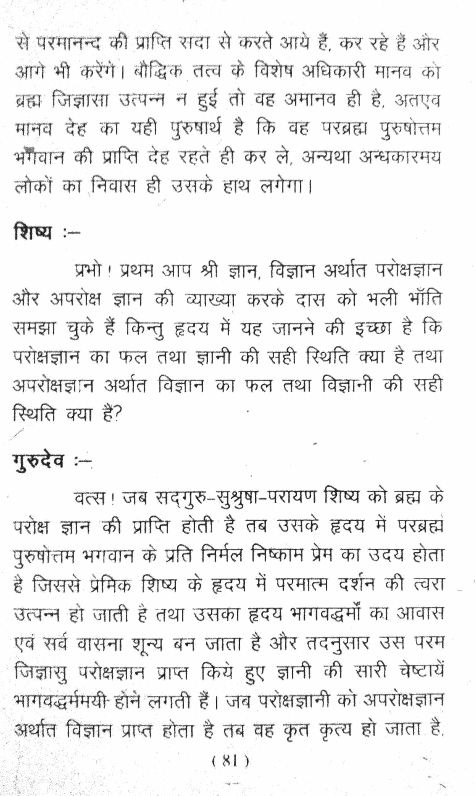 से परमानन्द की प्राप्ति सदा से करते आये हैं, कर रहे हैं और
आगे भी करेंगे। बौद्धिक तत्व के विशेष अधिकारी मानव को
ब्रह्म जिज्ञासा उत्पन्न न हुई तो वह अमानव ही है, अतएव
मानव देह का यही पुरुषार्थ है कि वह परब्रह्म पुरुषोत्तम
भगवान की प्राप्ति देह रहते ही कर ले, अन्यथा अन्धकारमय
लोकों का निवास ही उसके हाथ लगेगा।
शिष्य :–
प्रभो! प्रथम आप श्री ज्ञान, विज्ञान अर्थात परोक्षज्ञान
और अपरोक्ष ज्ञान की व्याख्या करके दास को भली भाँति
समझा चुके हैं किन्तु हृदय में यह जानने की इच्छा है कि
परोक्षज्ञान का फल तथा ज्ञानी की सही स्थिति क्या है तथा
अपरोक्षज्ञान अर्थात विज्ञान का फल तथा विज्ञानी की सही
स्थिति क्या है?
गुरुदेव :–
वत्स! जब सद्गुरु-सुश्रुषा-परायण शिष्य को ब्रह्म के
परोक्ष ज्ञान की प्राप्ति होती है तब उसके हृदय में परब्रह्म
पुरुषोत्तम भगवान के प्रति निर्मल निष्काम प्रेम का उदय होता
है जिससे प्रेमिक शिष्य के हृदय में परमात्म दर्शन की त्वरा
उत्पन्न हो जाती है तथा उसका हृदय भागवद्धर्मों का आवास
एवं सर्व वासना शून्य बन जाता है और तदनुसार उस परम
जिज्ञासु परोक्षज्ञान प्राप्त किये हुए ज्ञानी की सारी चेष्टायें
भागवद्धर्ममयी होने लगती हैं। जब परोक्षज्ञानी को अपरोक्षज्ञान
अर्थात विज्ञान प्राप्त होता है तब वह कृत कृत्य हो जाता है,
(81)